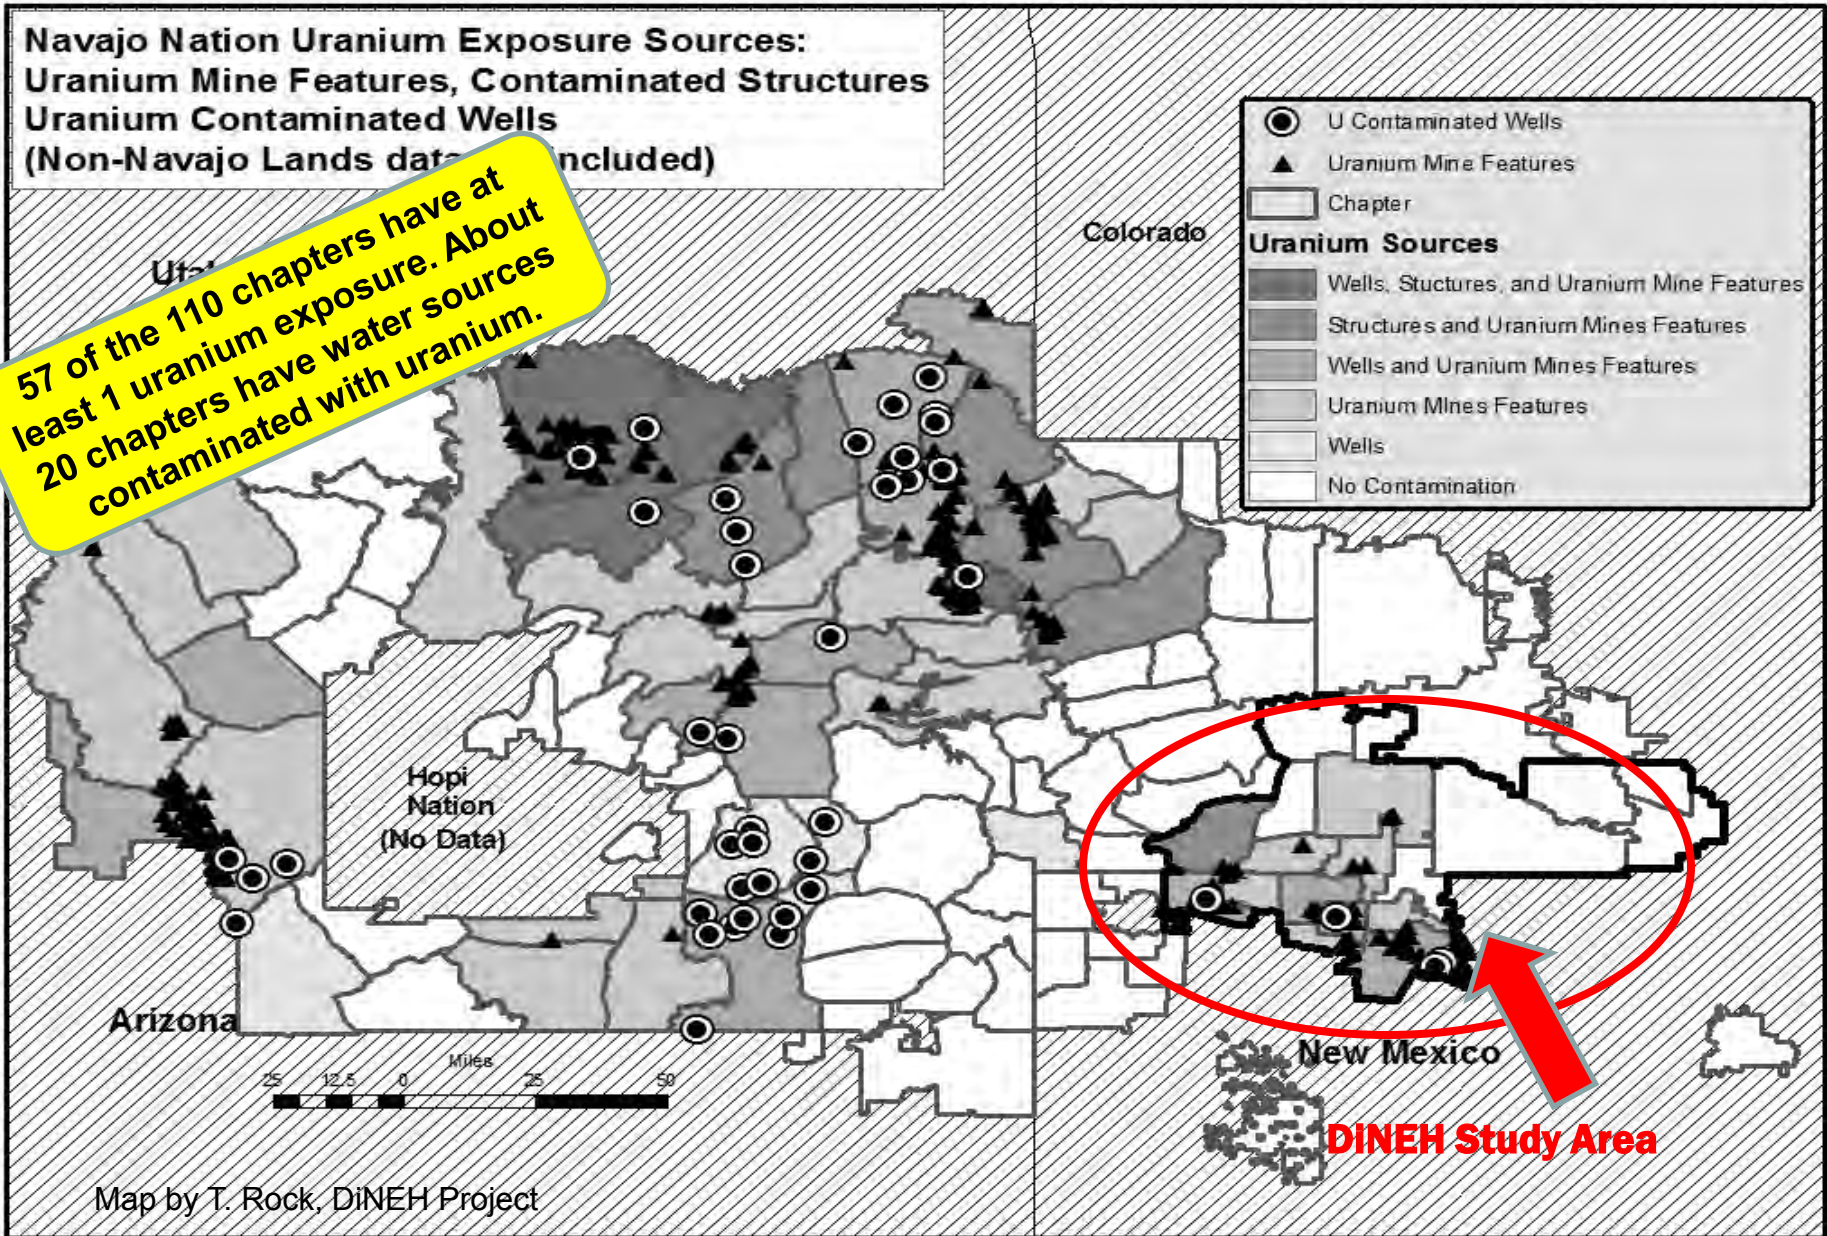 Navajo Nation Uranium Exposure Sources:
Uranium Mine Features, Contaminated Structures
Uranium Contaminated Wells
(Non-Navajo Lands data included)
57 of the 110 chapters have at
least 1 uranium exposure. About
20 chapters have water sources
contaminated with uranium.
Colorado
U Contaminated Wells
Uranium Mine Features
Chapter
Uranium Sources
Wells, Stuctures, and Uranium Mine Features
Structures and Uranium Mines Features
Wells and Uranium Mines Features
Uranium MInes Features
Wells
No Contamination
Hopi
Nation
(No Data)
Arizona
New Mexico
Miles
25 12.5 0 25 50
DiNEH Study Area
Map by T. Rock, DiNEH Project